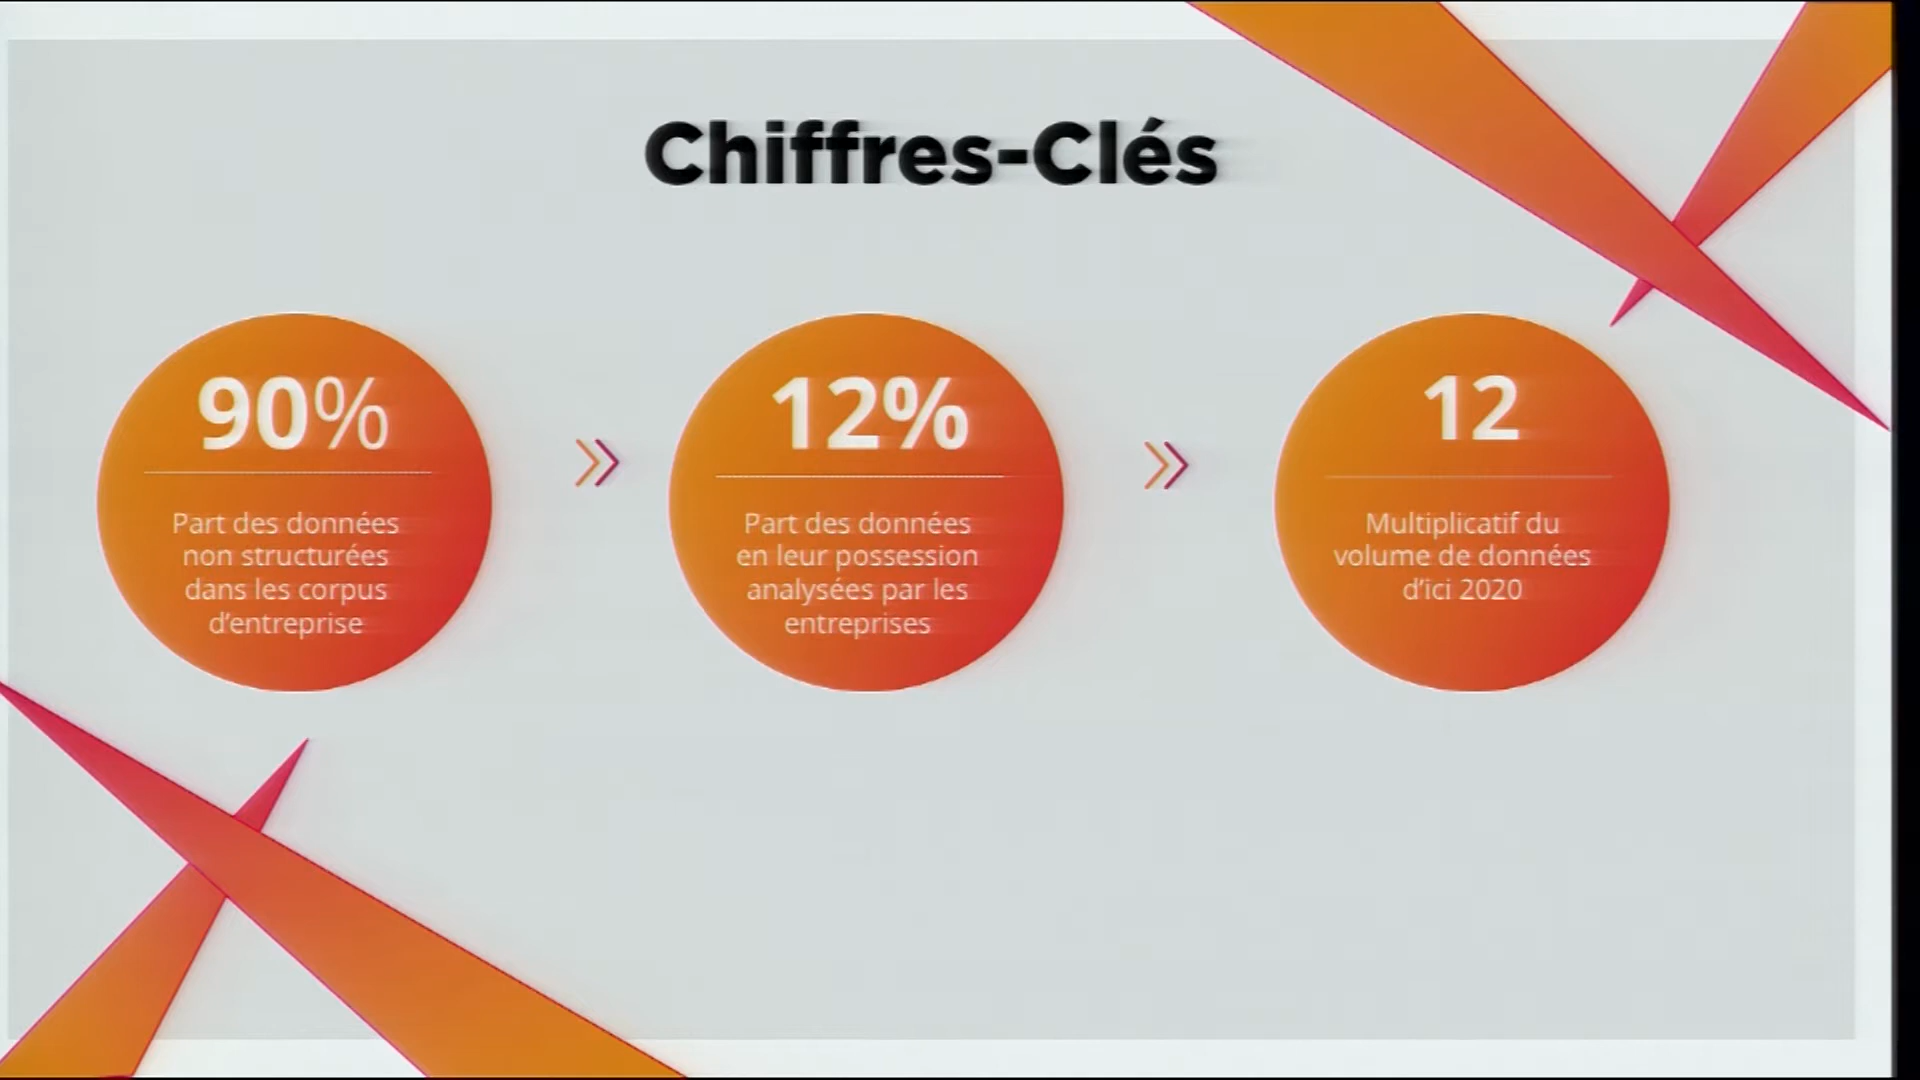 Chiffres-Clés
90%
Part des données
non structurées
dans les corpus
d’entreprise
12%
Part des données
en leur possession
analysées par les
entreprises
12
Multiplicatif du
volume de données
d’ici 2020